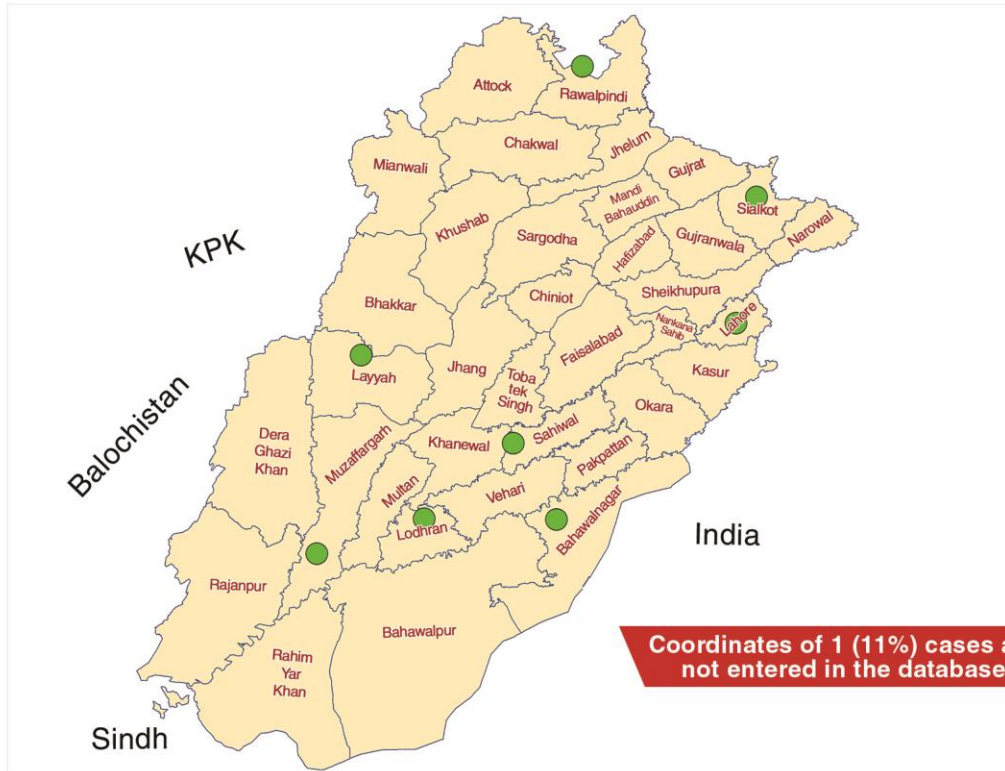 Attock
Rawalpindi
Chakwal
Jhelum
Mianwali
Gujrat
Mandi
Bahauddin
Sialkot
Khushab
Sargodha
Hafizabad
Gujranwala
Narowal
KPK
Sheikhupura
Bhakkar
Chiniot
Lahore
Nankana
Sahib
Faisalabad
Layyah
Jhang
Toba
tek
Singh
Kasur
Okara
Balochistan
Dera
Ghazi
Khan
Muzaffargarh
Khanewal
Sahiwal
Pakpattan
Multan
Vehari
Lodhran
Bahawalnagar
India
Rajanpur
Bahawalpur
Rahim
Yar
Khan
Coordinates of 1 (11%) cases
not entered in the database
Sindh